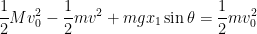 \frac{1}{2}Mv_0^2 - \frac{1}{2}mv^2 + mgx_1 \sin\theta = \frac{1}{2}mv_0^2